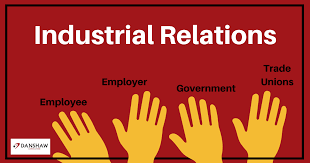 Industrial Relations
Trade
Unions
Employer
Government
Employee
DANSHAW